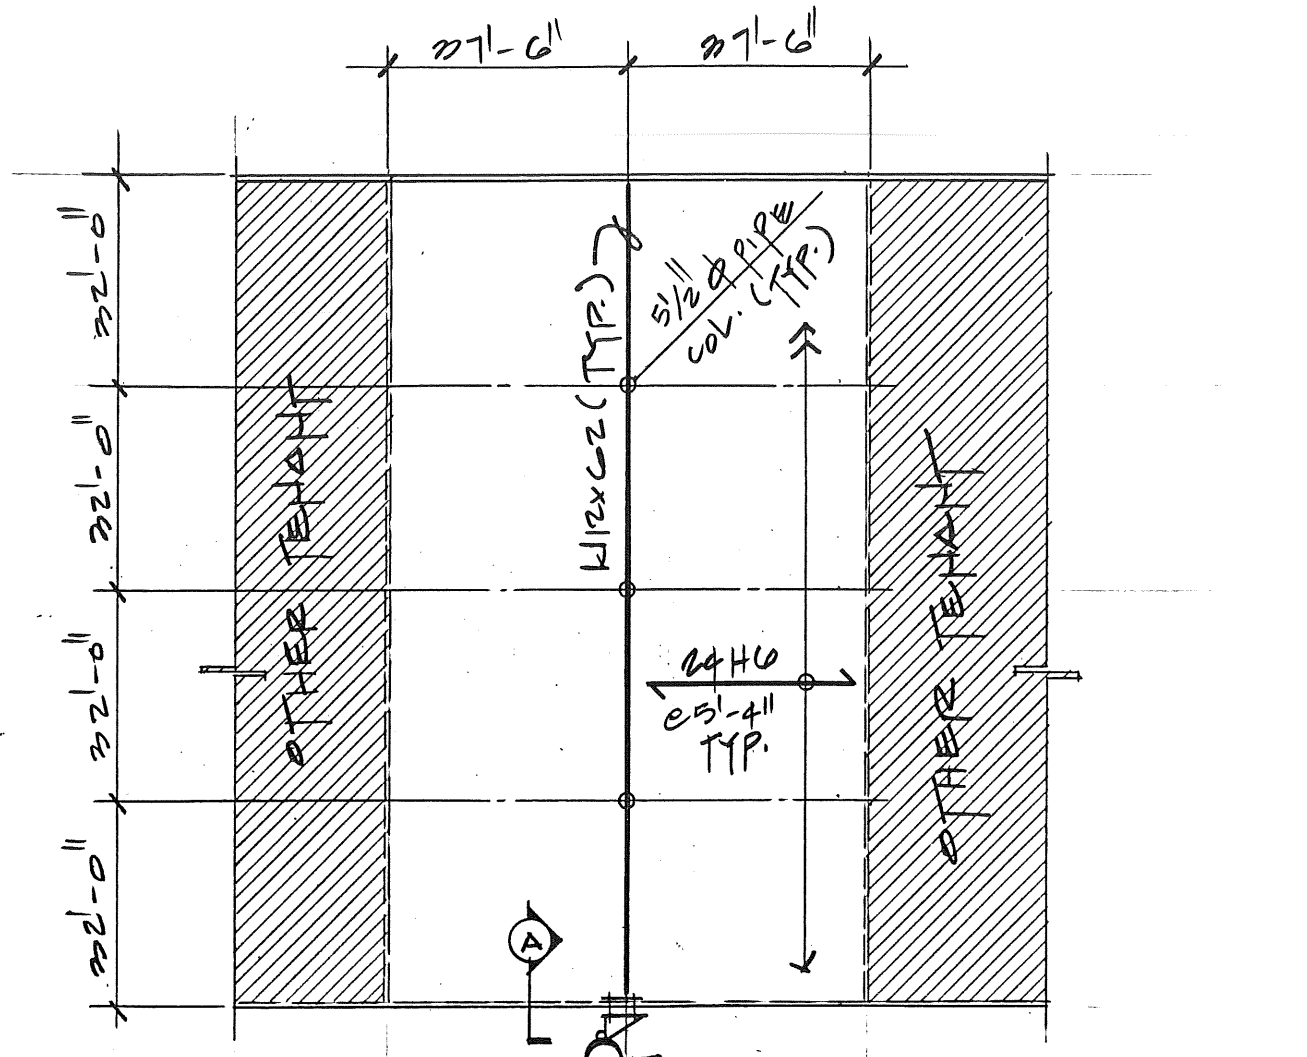 37'-6" 37'-6"
32'-0"
32'-0"
32'-0"
32'-0"
OTHER TENANT
W12x62 (TYP.)
5 1/2" Ø PIPE
COL. (TYP.)
24H6
@ 5'-4"
TYP.
OTHER TENANT
A